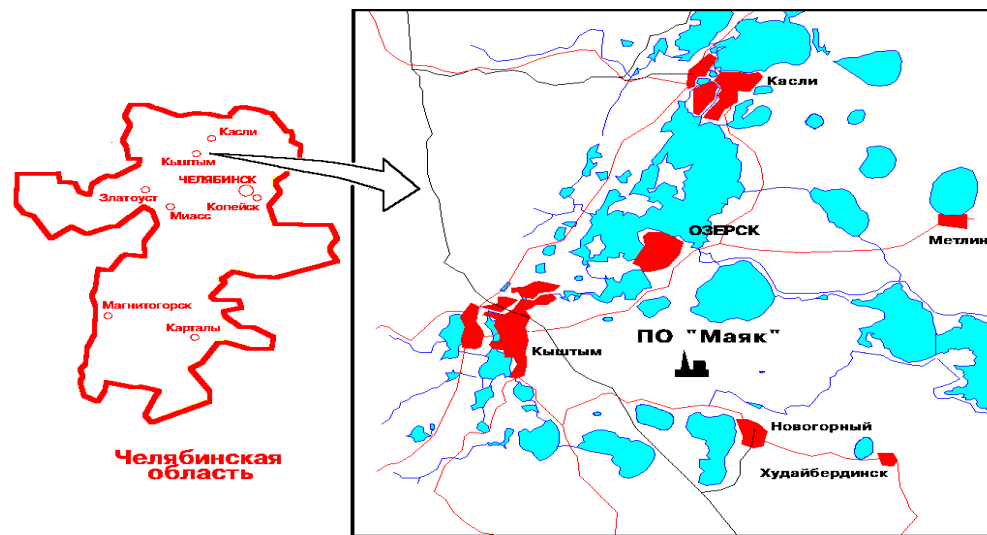 Касли
Кыштым
ЧЕЛЯБИНСК
Златоуст
Копейск
Миасс
Магнитогорск
Карталы
Челябинская
область
Касли
ОЗЕРСК
Метлин
ПО "Маяк"
Кыштым
Новогорный
Худайбердинск